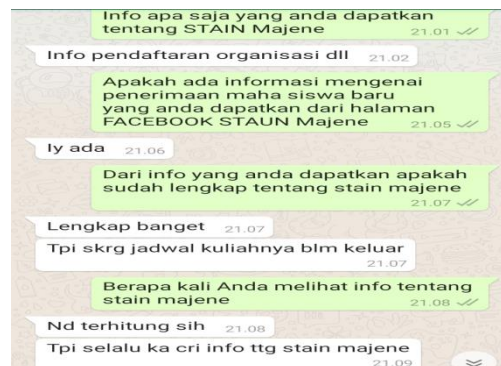 Info apa saja yang anda dapatkan
tentang STAIN Majene 21.01
Info pendaftaran organisasi dll 21.02
Apakah ada informasi mengenai
penerimaan maha siswa baru
yang anda dapatkan dari halaman
FACEBOOK STAUN Majene 21.05
Iy ada 21.06
Dari info yang anda dapatkan apakah
sudah lengkap tentang stain majene
21.07
Lengkap banget 21.07
Tpi skrg jadwal kuliahnya blm keluar
21.07
Berapa kali Anda melihat info tentang
stain majene 21.08
Nd terhitung sih 21.08
Tpi selalu ka cri info ttg stain majene
21.09